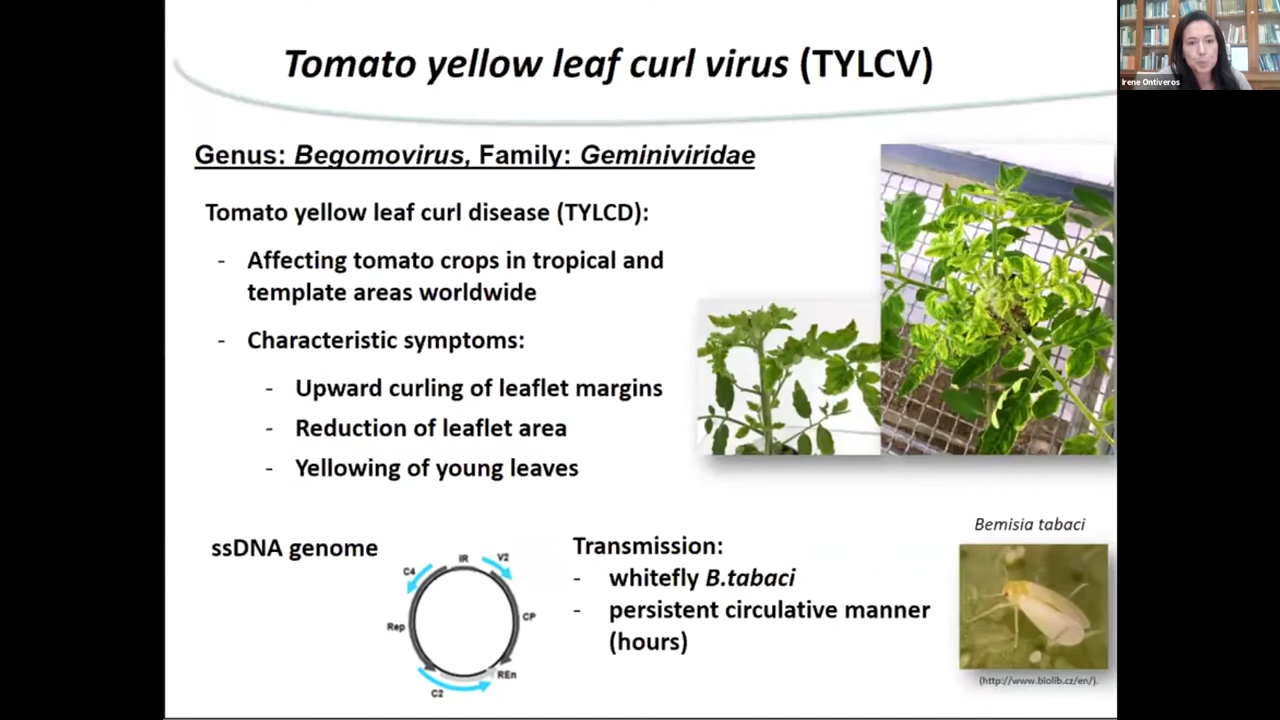 Tomato yellow leaf curl virus (TYLCV)
Irene Ontiveros
Genus: Begomovirus, Family: Geminiviridae
Tomato yellow leaf curl disease (TYLCD):
- Affecting tomato crops in tropical and
template areas worldwide
- Characteristic symptoms:
- Upward curling of leaflet margins
- Reduction of leaflet area
- Yellowing of young leaves
ssDNA genome
IR
V2
C4
CP
Rep
REn
C2
Transmission:
- whitefly B.tabaci
- persistent circulative manner
(hours)
Bemisia tabaci
(http://www.biolib.cz/en/).